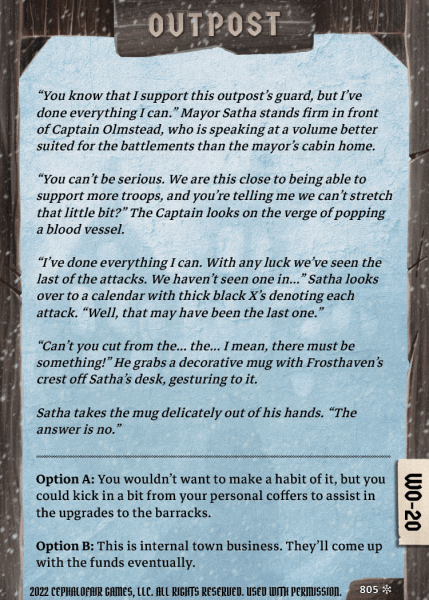 OUTPOST
“You know that I support this outpost’s guard, but I’ve
done everything I can.” Mayor Satha stands firm in front
of Captain Olmstead, who is speaking at a volume better
suited for the battlements than the mayor’s cabin home.
“You can’t be serious. We are this close to being able to
support more troops, and you’re telling me we can’t stretch
that little bit?” The Captain looks on the verge of popping
a blood vessel.
“I’ve done everything I can. With any luck we’ve seen the
last of the attacks. We haven’t seen one in...” Satha looks
over to a calendar with thick black X’s denoting each
attack. “Well, that may have been the last one.”
“Can’t you cut from the... the... I mean, there must be
something!” He grabs a decorative mug with Frosthaven’s
crest off Satha’s desk, gesturing to it.
Satha takes the mug delicately out of his hands. “The
answer is no.”
Option A: You wouldn’t want to make a habit of it, but you
could kick in a bit from your personal coffers to assist in
the upgrades to the barracks.
Option B: This is internal town business. They’ll come up
with the funds eventually.
WO-20
2022 CEPHALOFAIR GAMES, LLC. ALL RIGHTS RESERVED. USED WITH PERMISSION.
805